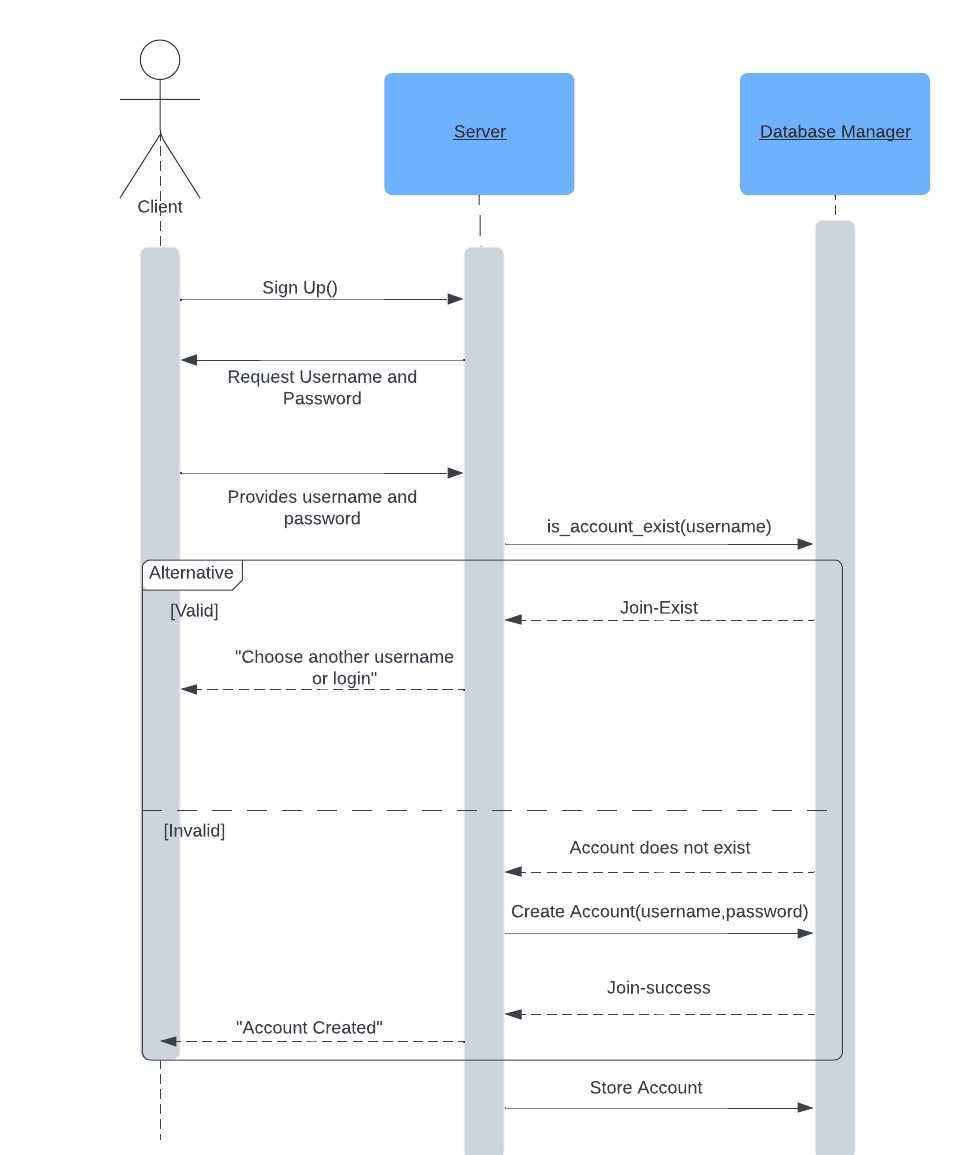 Server
Database Manager
Client
Sign Up()
Request Username and
Password
Provides username and
password
is_account_exist(username)
Alternative
[Valid]
Join-Exist
"Choose another username
or login"
[Invalid]
Account does not exist
Create Account(username,password)
Join-success
"Account Created"
Store Account